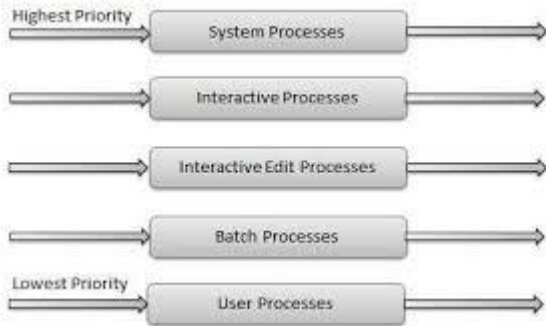 Highest Priority
System Processes
Interactive Processes
Interactive Edit Processes
Batch Processes
Lowest Priority
User Processes